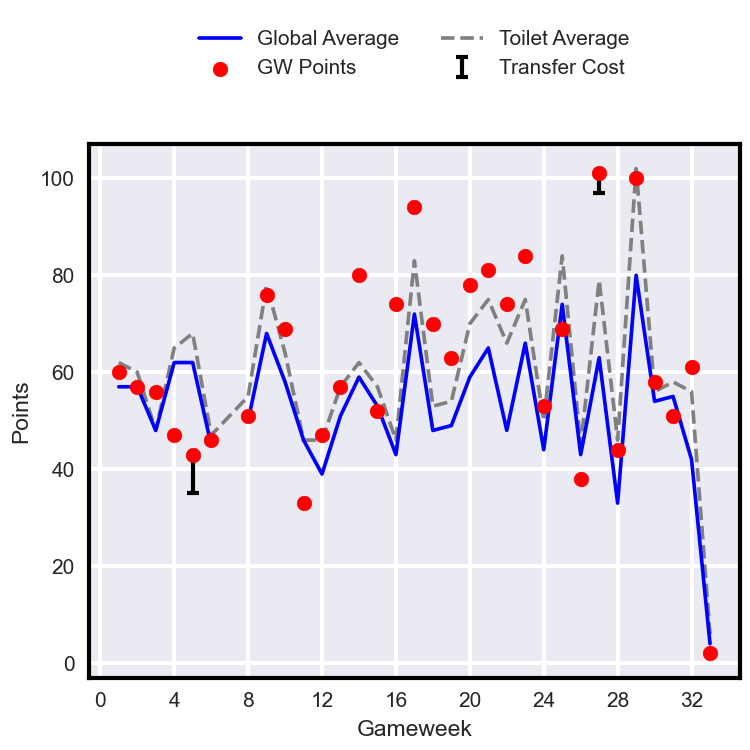 Global Average
Toilet Average
GW Points
Transfer Cost
100
80
60
40
20
0
Points
0 4 8 12 16 20 24 28 32
Gameweek